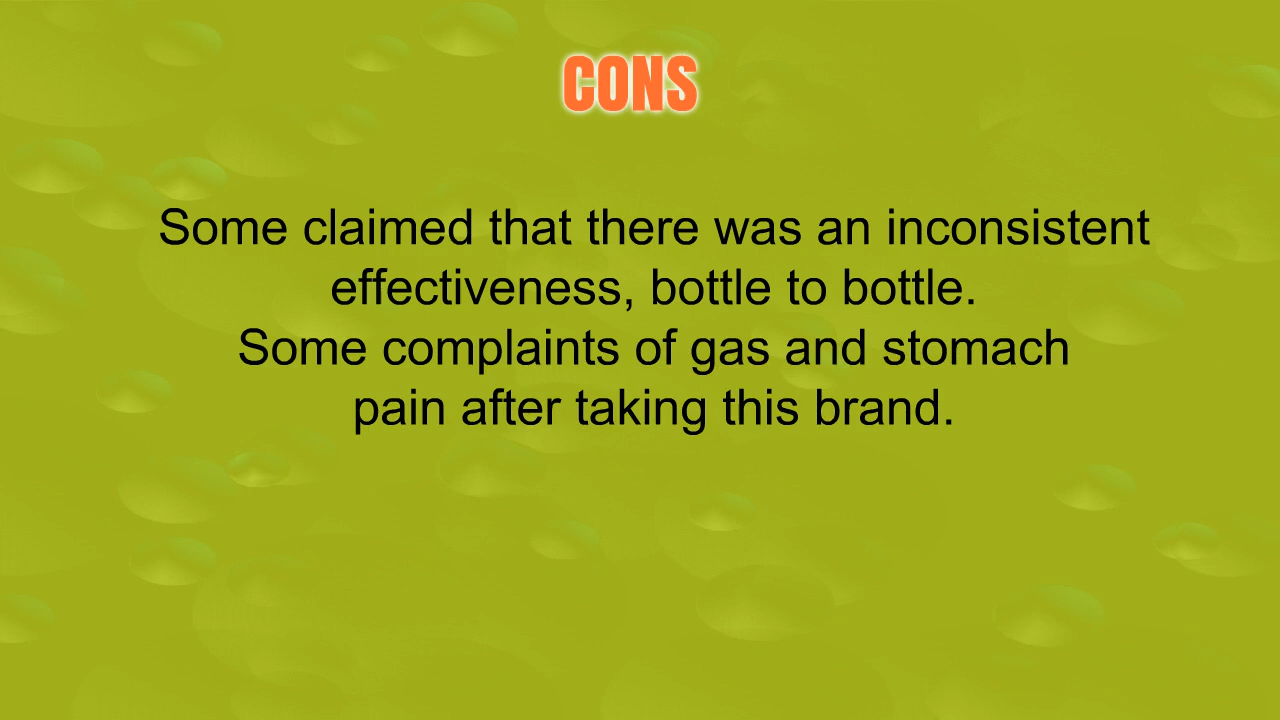 CONS
Some claimed that there was an inconsistent
effectiveness, bottle to bottle.
Some complaints of gas and stomach
pain after taking this brand.